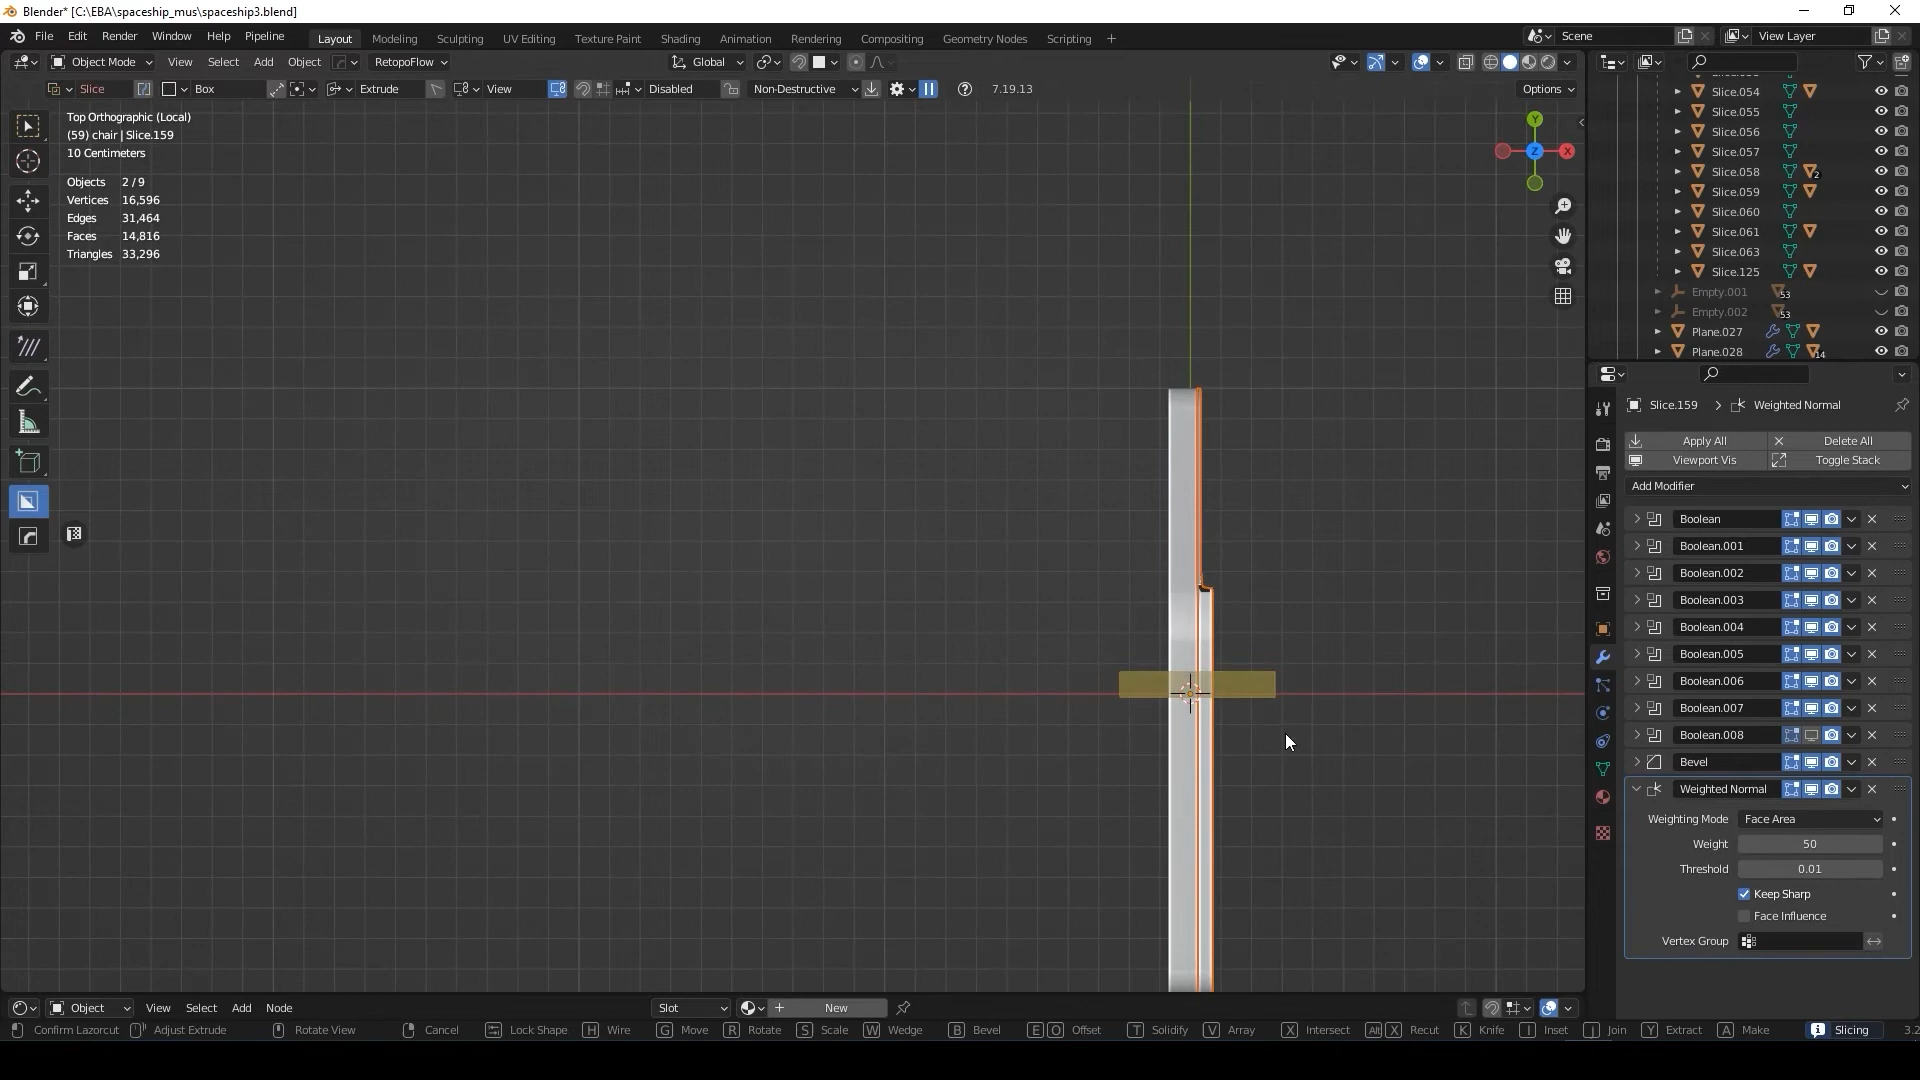 Blender* [C:\EBA\spaceship_mus\spaceship3.blend]
File Edit Render Window Help Pipeline Layout Modeling Sculpting UV Editing Texture Paint Shading Animation Rendering Compositing Geometry Nodes Scripting + Scene View Layer
Object Mode View Select Add Object RetopoFlow Global
Slice Box Extrude View Disabled Non-Destructive 7.19.13 Options
Top Orthographic (Local)
(59) chair | Slice.159
10 Centimeters
Objects 2 / 9
Vertices 16,596
Edges 31,464
Faces 14,816
Triangles 33,296
Y
X
Z
Slice.054
Slice.055
Slice.056
Slice.057
Slice.058 2
Slice.059
Slice.060
Slice.061
Slice.063
Slice.125
Empty.001 53
Empty.002 53
Plane.027
Plane.028 14
Slice.159 > Weighted Normal
Apply All Delete All
Viewport Vis Toggle Stack
Add Modifier
Boolean
Boolean.001
Boolean.002
Boolean.003
Boolean.004
Boolean.005
Boolean.006
Boolean.007
Boolean.008
Bevel
Weighted Normal
Weighting Mode Face Area
Weight 50
Threshold 0.01
Keep Sharp
Face Influence
Vertex Group
Object View Select Add Node Slot New
Confirm Lazorcut Adjust Extrude Rotate View Cancel Lock Shape H Wire G Move R Rotate S Scale W Wedge B Bevel E O Offset T Solidify V Array X Intersect Alt X Recut K Knife I Inset J Join Y Extract A Make Slicing 3.2